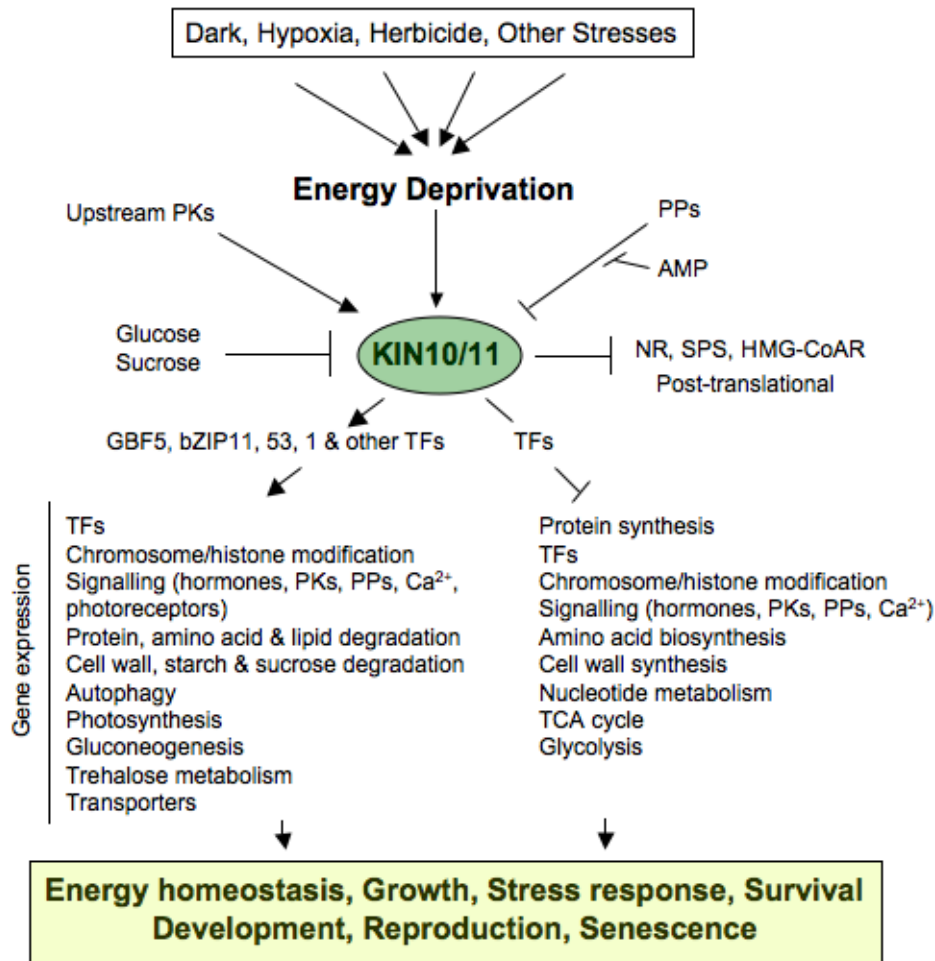 Dark, Hypoxia, Herbicide, Other Stresses
Energy Deprivation
Upstream PKs
PPs
AMP
Glucose
Sucrose
KIN10/11
NR, SPS, HMG-CoAR
Post-translational
GBF5, bZIP11, 53, 1 & other TFs
TFs
Gene expression
TFs
Chromosome/histone modification
Signalling (hormones, PKs, PPs, Ca²⁺,
photoreceptors)
Protein, amino acid & lipid degradation
Cell wall, starch & sucrose degradation
Autophagy
Photosynthesis
Gluconeogenesis
Trehalose metabolism
Transporters
Protein synthesis
TFs
Chromosome/histone modification
Signalling (hormones, PKs, PPs, Ca²⁺)
Amino acid biosynthesis
Cell wall synthesis
Nucleotide metabolism
TCA cycle
Glycolysis
Energy homeostasis, Growth, Stress response, Survival
Development, Reproduction, Senescence